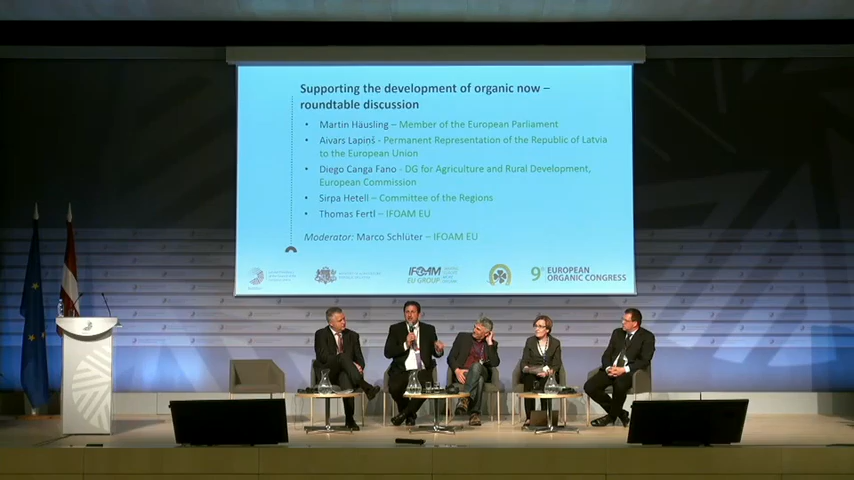 Supporting the development of organic now –
roundtable discussion
• Martin Häusling – Member of the European Parliament
• Aivars Lapiņš - Permanent Representation of the Republic of Latvia
to the European Union
• Diego Canga Fano - DG for Agriculture and Rural Development,
European Commission
• Sirpa Hetell – Committee of the Regions
• Thomas Fertl – IFOAM EU
Moderator: Marco Schlüter – IFOAM EU
IFOAM
EU GROUP
9th EUROPEAN
ORGANIC CONGRESS